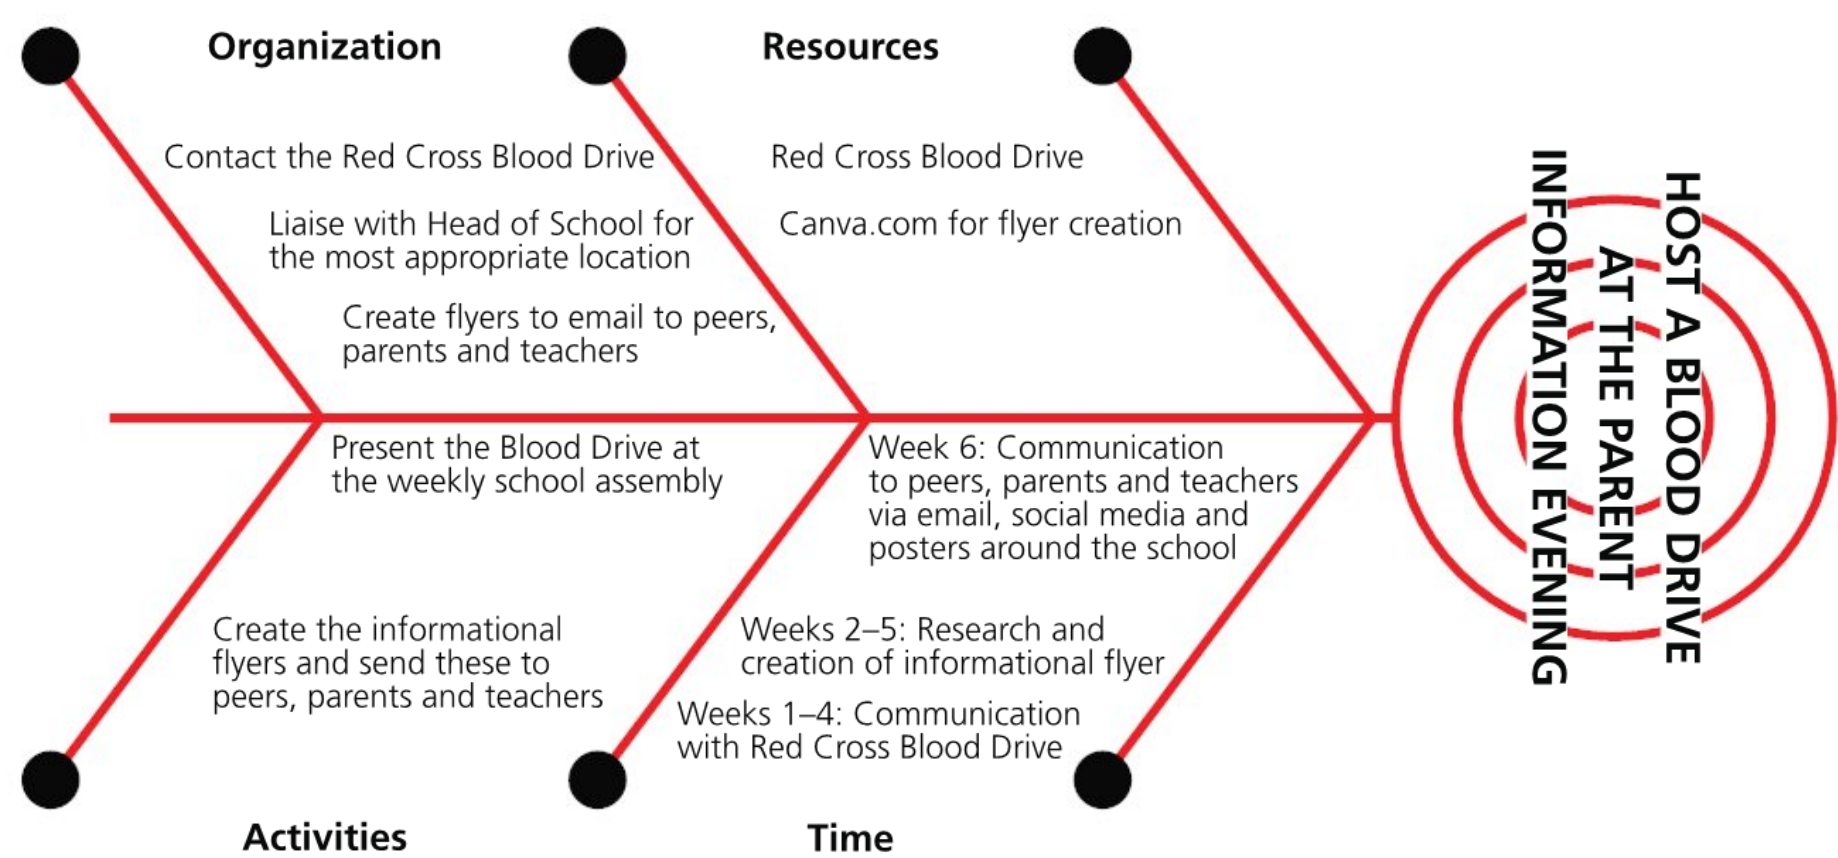 Organization
Contact the Red Cross Blood Drive
Liaise with Head of School for
the most appropriate location
Create flyers to email to peers,
parents and teachers
Resources
Red Cross Blood Drive
Canva.com for flyer creation
Present the Blood Drive at
the weekly school assembly
Create the informational
flyers and send these to
peers, parents and teachers
Activities
Week 6: Communication
to peers, parents and teachers
via email, social media and
posters around the school
Weeks 2–5: Research and
creation of informational flyer
Weeks 1–4: Communication
with Red Cross Blood Drive
Time
HOST A BLOOD DRIVE
AT THE PARENT
INFORMATION EVENING